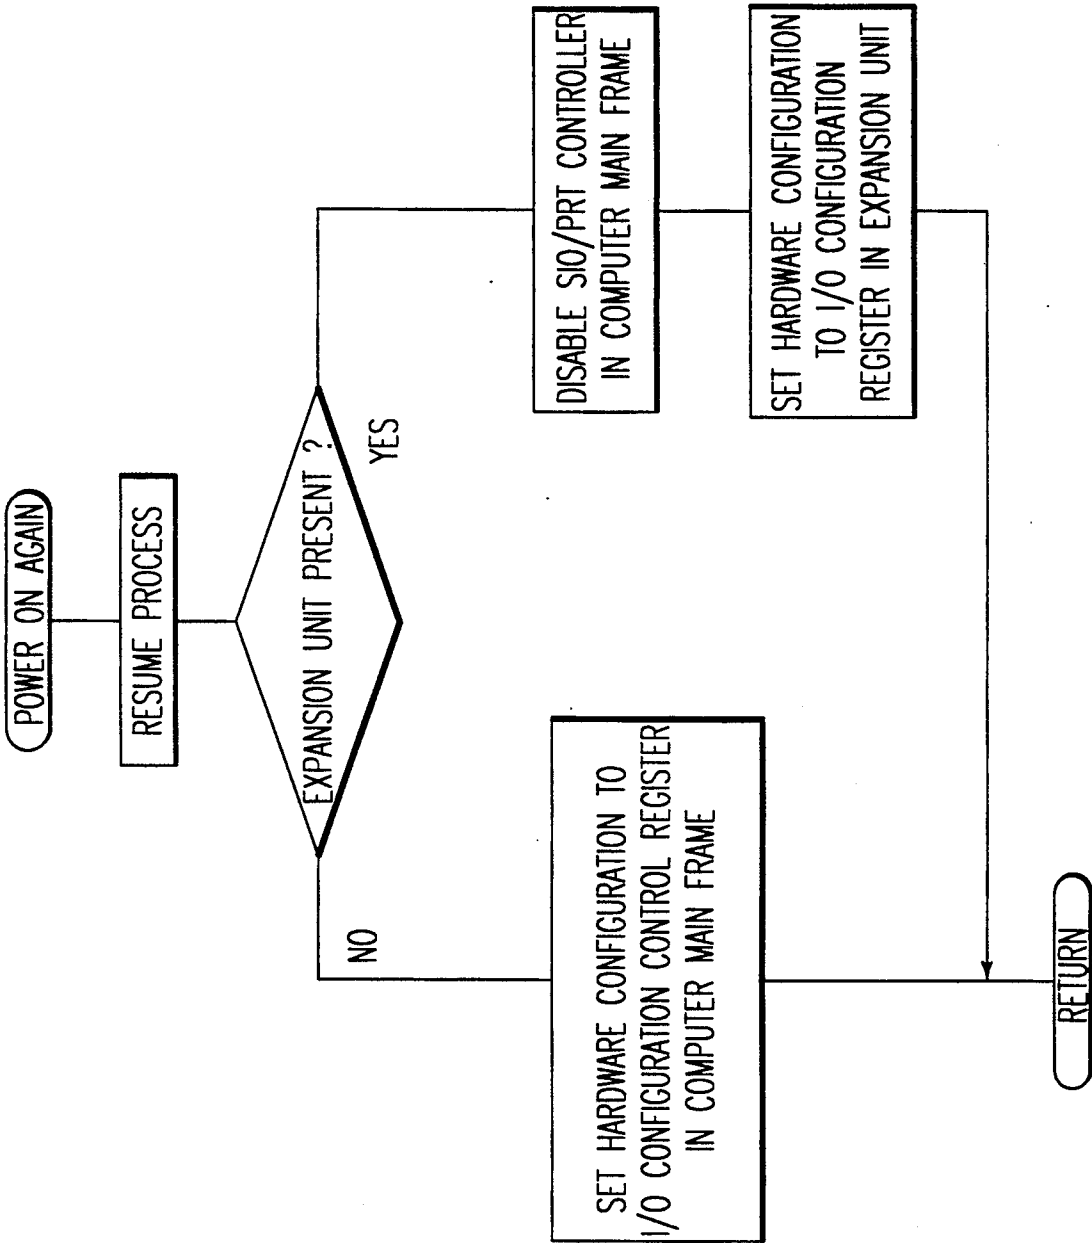 POWER ON AGAIN
RESUME PROCESS
EXPANSION UNIT PRESENT ?
NO
YES
SET HARDWARE CONFIGURATION TO
I/O CONFIGURATION CONTROL REGISTER
IN COMPUTER MAIN FRAME
DISABLE SIO/PRT CONTROLLER
IN COMPUTER MAIN FRAME
SET HARDWARE CONFIGURATION
TO I/O CONFIGURATION
REGISTER IN EXPANSION UNIT
RETURN